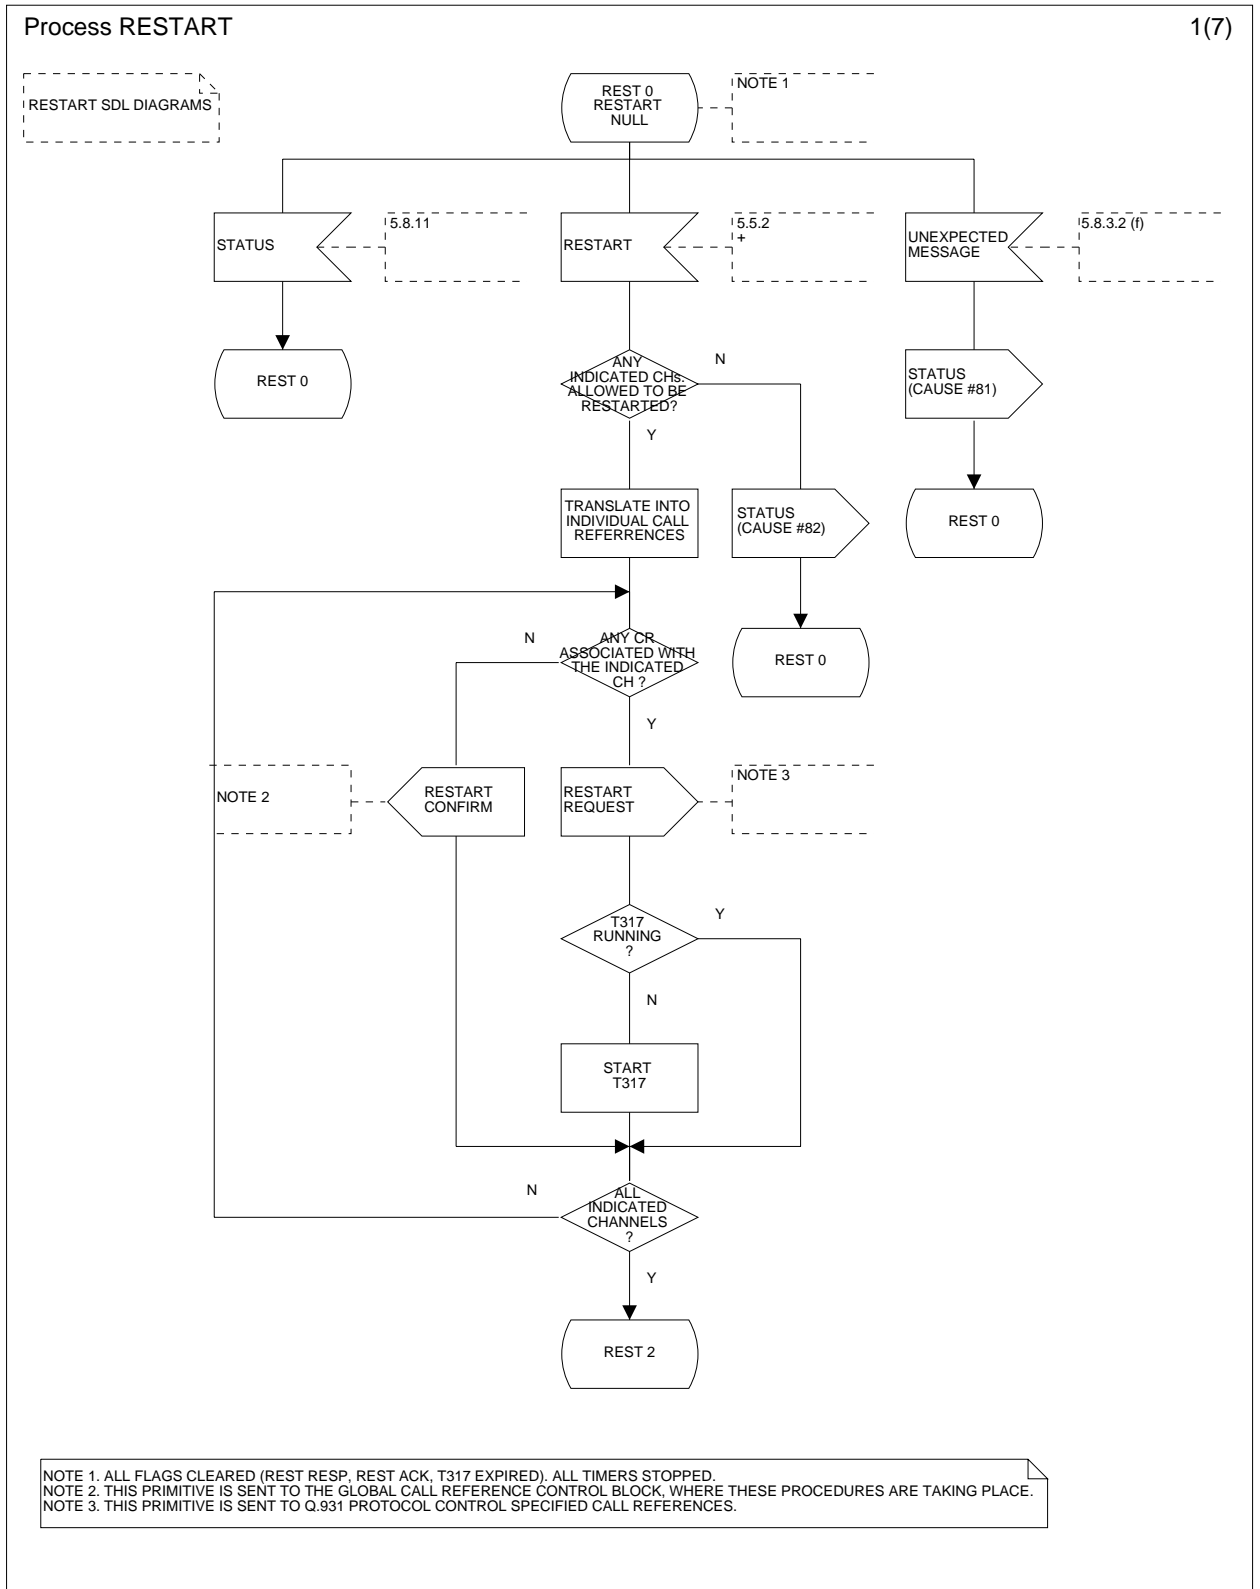 Process RESTART
1(7)
RESTART SDL DIAGRAMS
REST 0
RESTART
NULL
NOTE 1
STATUS
5.8.11
RESTART
5.5.2
+
UNEXPECTED
MESSAGE
5.8.3.2 (f)
REST 0
ANY
INDICATED CHs.
ALLOWED TO BE
RESTARTED?
N
Y
STATUS
(CAUSE #81)
TRANSLATE INTO
INDIVIDUAL CALL
REFERRENCES
STATUS
(CAUSE #82)
REST 0
N
ANY CR
ASSOCIATED WITH
THE INDICATED
CH ?
Y
REST 0
NOTE 2
RESTART
CONFIRM
RESTART
REQUEST
NOTE 3
T317
RUNNING
?
Y
N
START
T317
N
ALL
INDICATED
CHANNELS
?
Y
REST 2
NOTE 1. ALL FLAGS CLEARED (REST RESP, REST ACK, T317 EXPIRED). ALL TIMERS STOPPED.
NOTE 2. THIS PRIMITIVE IS SENT TO THE GLOBAL CALL REFERENCE CONTROL BLOCK, WHERE THESE PROCEDURES ARE TAKING PLACE.
NOTE 3. THIS PRIMITIVE IS SENT TO Q.931 PROTOCOL CONTROL SPECIFIED CALL REFERENCES.